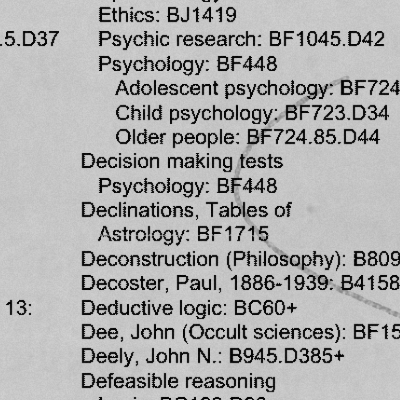 Ethics: BJ1419
.5.D37 Psychic research: BF1045.D42
Psychology: BF448
Adolescent psychology: BF724
Child psychology: BF723.D34
Older people: BF724.85.D44
Decision making tests
Psychology: BF448
Declinations, Tables of
Astrology: BF1715
Deconstruction (Philosophy): B809
Decoster, Paul, 1886-1939: B4158
13: Deductive logic: BC60+
Dee, John (Occult sciences): BF15
Deely, John N.: B945.D385+
Defeasible reasoning